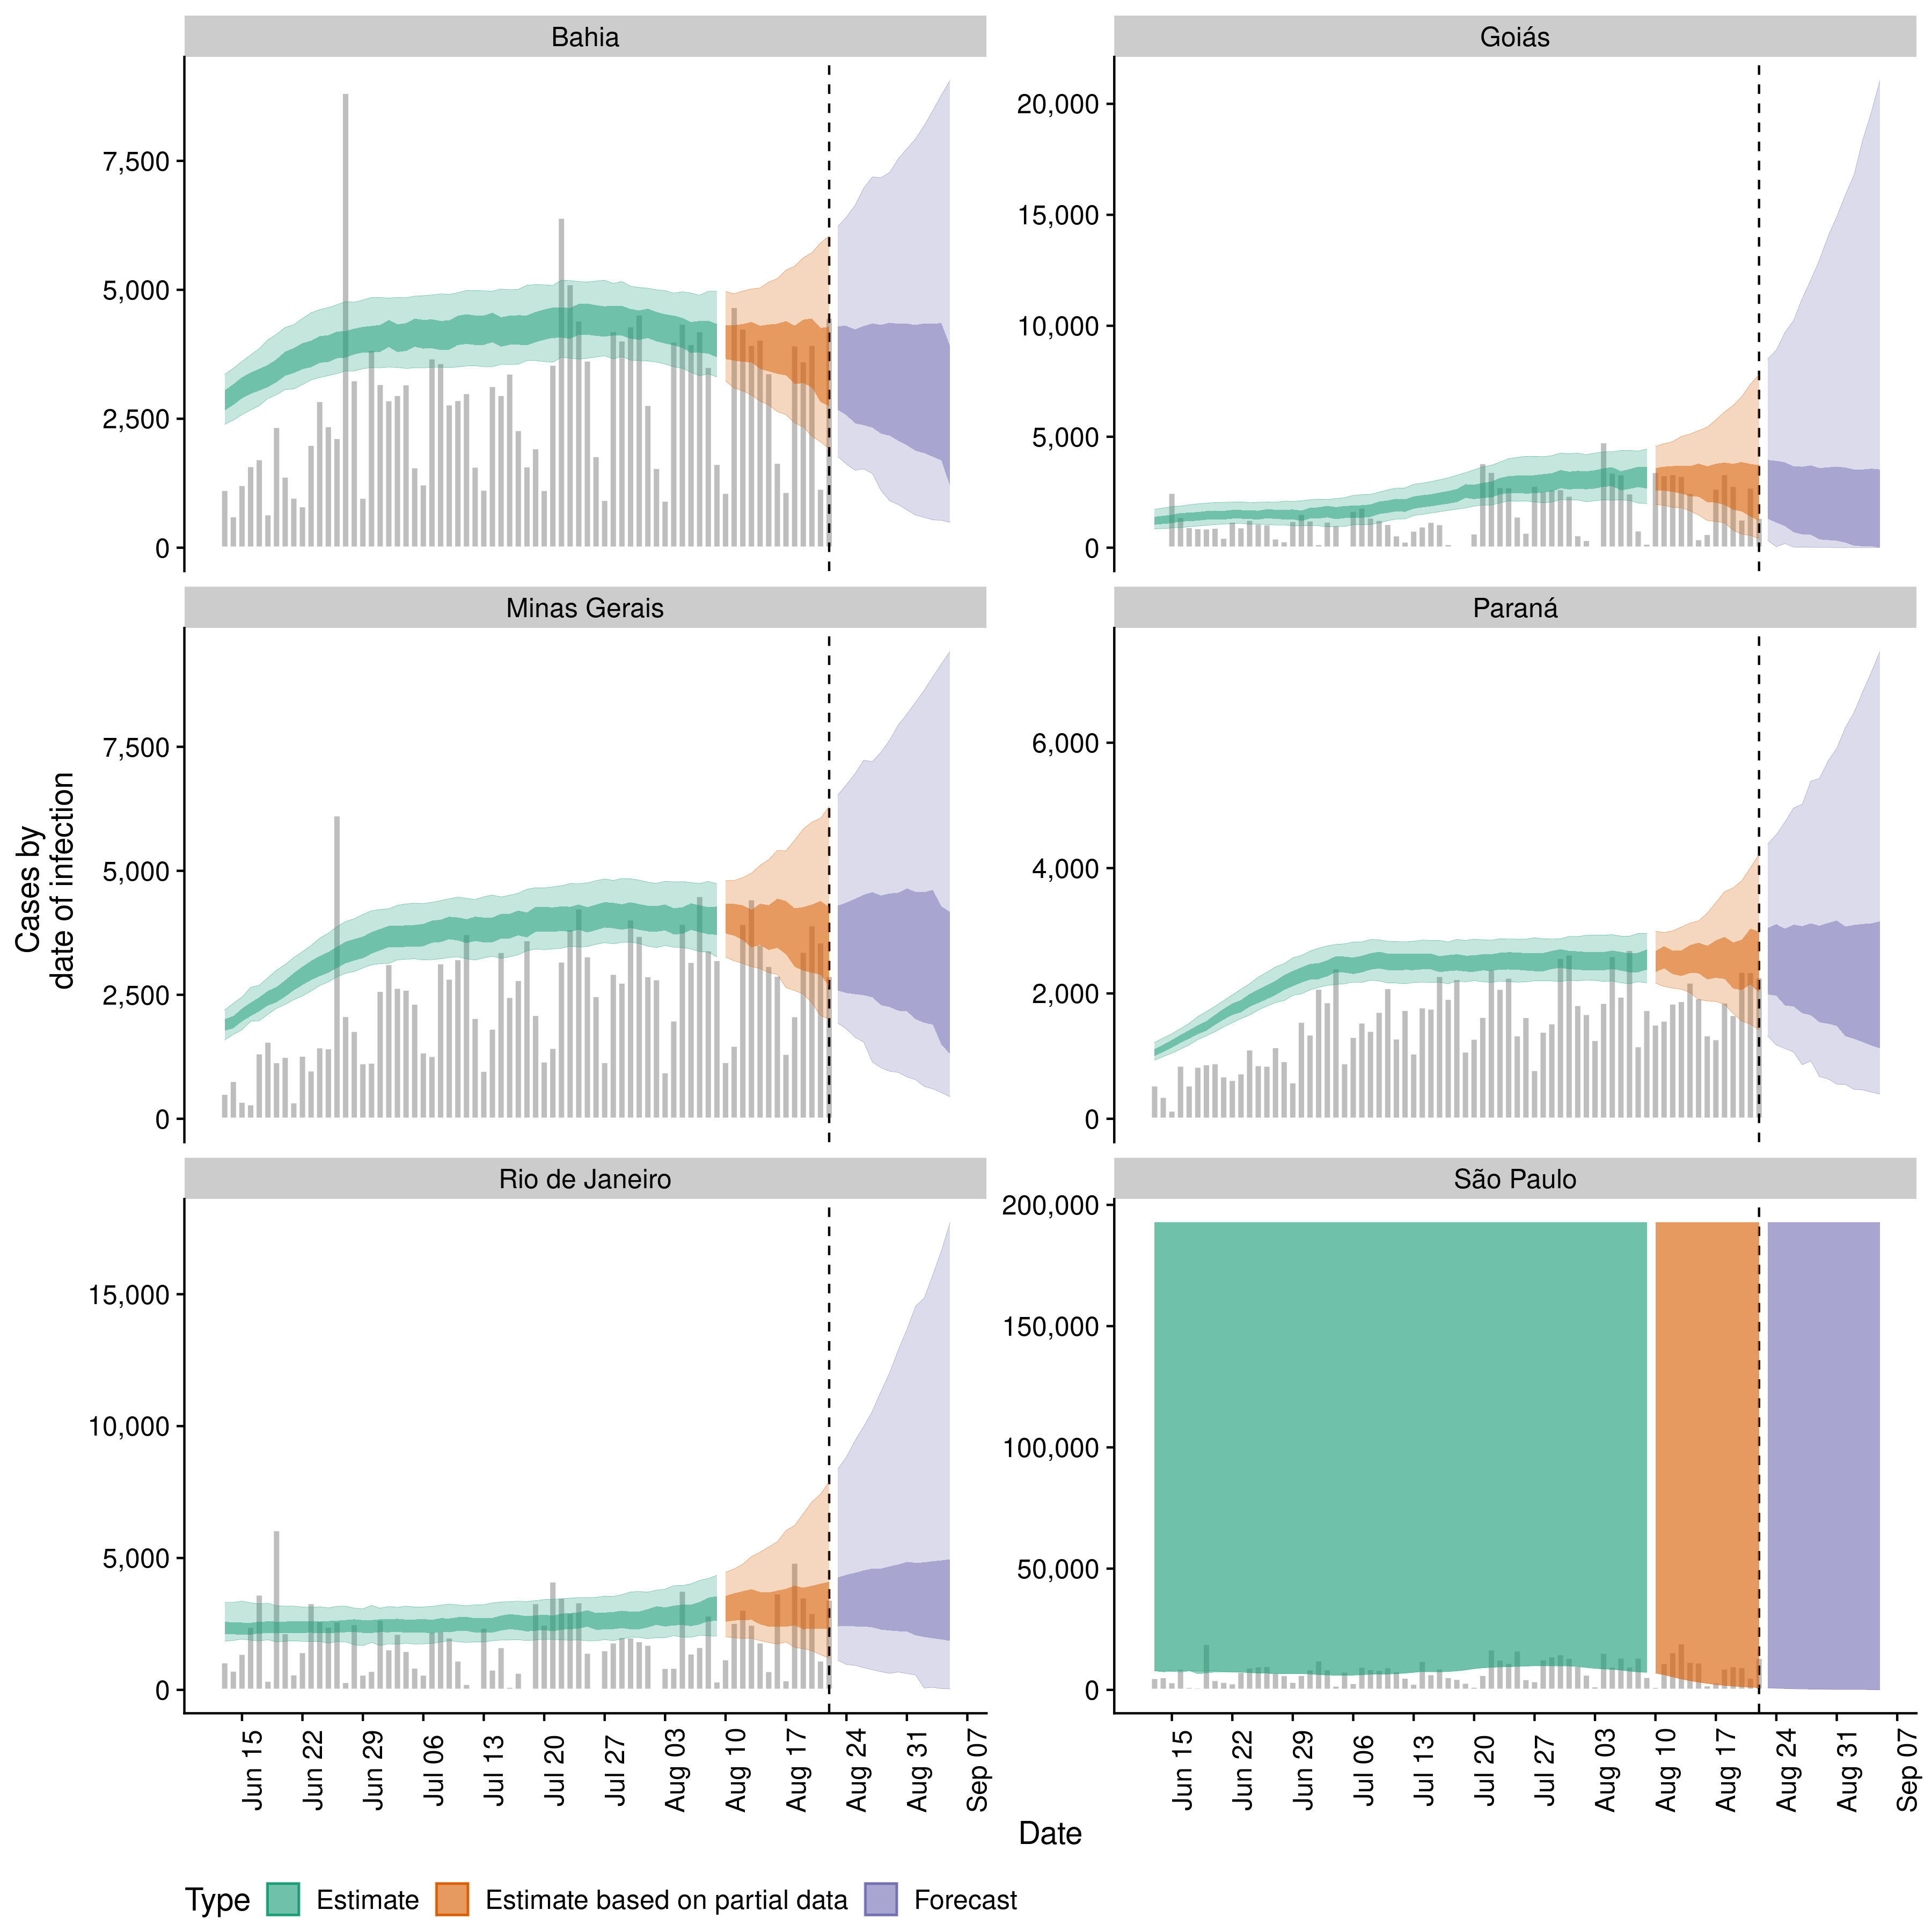 Bahia
Goiás
7,500
5,000
2,500
0
20,000
15,000
10,000
5,000
0
Minas Gerais
Paraná
7,500
5,000
2,500
0
6,000
4,000
2,000
0
Cases by
date of infection
Rio de Janeiro
São Paulo
15,000
10,000
5,000
0
200,000
150,000
100,000
50,000
0
Jun 15
Jun 22
Jun 29
Jul 06
Jul 13
Jul 20
Jul 27
Aug 03
Aug 10
Aug 17
Aug 24
Aug 31
Sep 07
Jun 15
Jun 22
Jun 29
Jul 06
Jul 13
Jul 20
Jul 27
Aug 03
Aug 10
Aug 17
Aug 24
Aug 31
Sep 07
Date
Type Estimate Estimate based on partial data Forecast